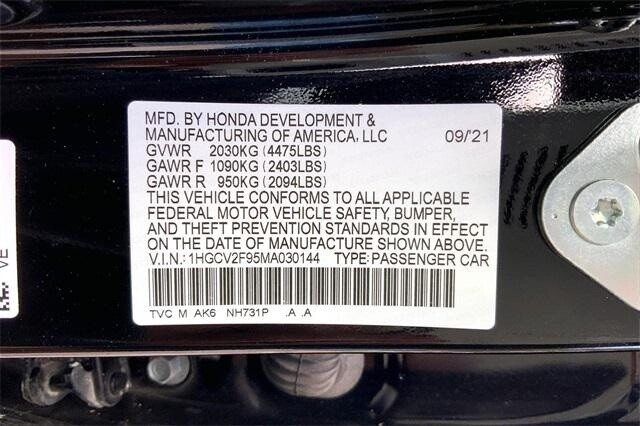 MFD. BY HONDA DEVELOPMENT &
MANUFACTURING OF AMERICA, LLC 09/'21
GVWR 2030KG (4475LBS)
GAWR F 1090KG (2403LBS)
GAWR R 950KG (2094LBS)
THIS VEHICLE CONFORMS TO ALL APPLICABLE
FEDERAL MOTOR VEHICLE SAFETY, BUMPER,
AND THEFT PREVENTION STANDARDS IN EFFECT
ON THE DATE OF MANUFACTURE SHOWN ABOVE.
V.I.N.: 1HGCV2F95MA030144 TYPE: PASSENGER CAR
TVC M AK6 NH731P .A .A
VE